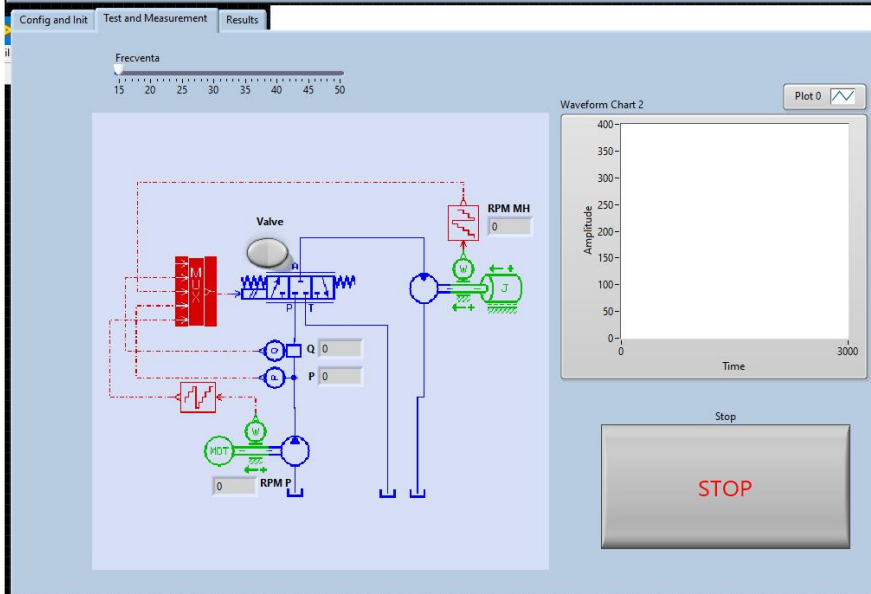 Config and Init
Test and Measurement
Results
il
Frecventa
15 20 25 30 35 40 45 50
Waveform Chart 2
Plot 0
400
350
300
250
200
150
100
50
0
Amplitude
0 3000
Time
RPM MH
0
Valve
A
MUX
P T
W
J
Q 0
Q
P 0
P
W
MOT
RPM P
0
Stop
STOP